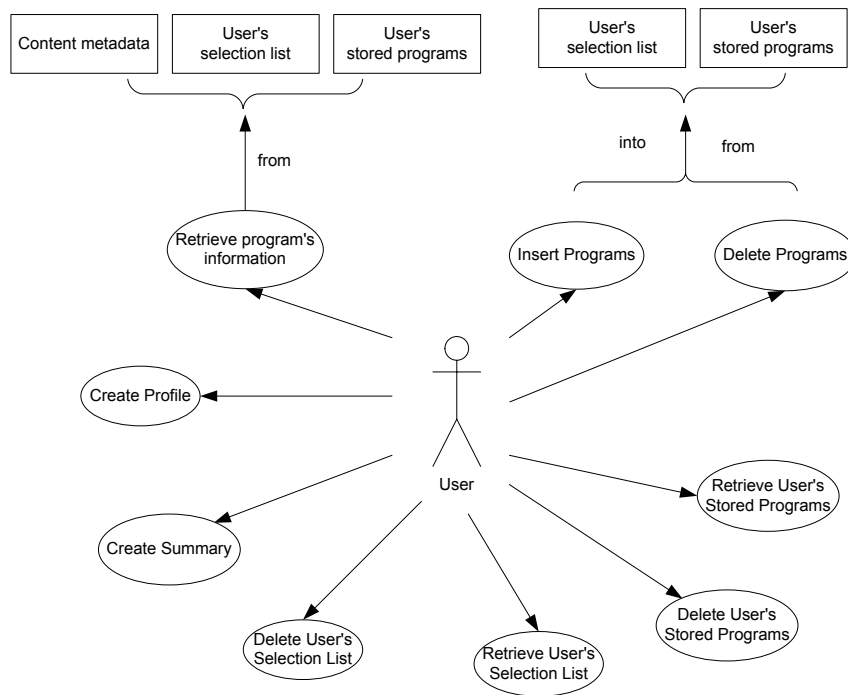 Content metadata
User's
selection list
User's
stored programs
User's
selection list
User's
stored programs
from
into
from
Retrieve program's
information
Insert Programs
Delete Programs
Create Profile
User
Retrieve User's
Stored Programs
Create Summary
Delete User's
Selection List
Retrieve User's
Selection List
Delete User's
Stored Programs